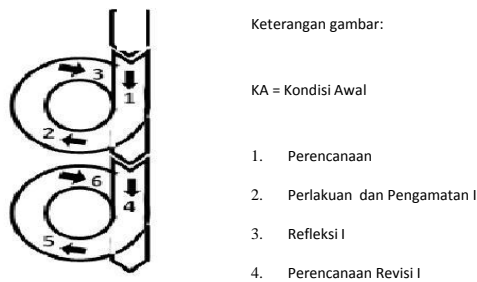 Keterangan gambar:
KA = Kondisi Awal
3
1
2
1. Perencanaan
2. Perlakuan dan Pengamatan I
3. Refleksi I
4. Perencanaan Revisi I
6
4
5